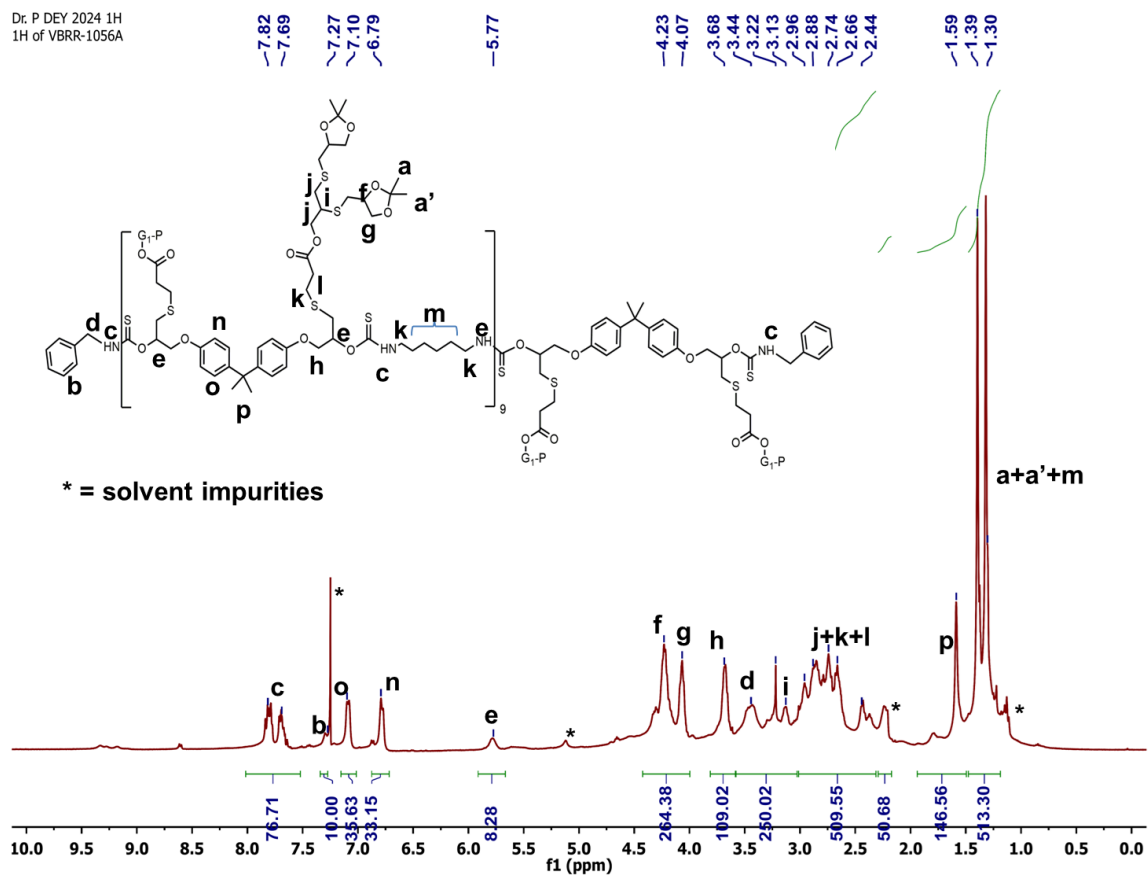 Dr. P DEY 2024 1H
1H of VBRR-1056A
7.82 7.69 7.27 7.10 6.79 5.77 4.23 4.07 3.68 3.44 3.22 3.13 2.96 2.88 2.74 2.66 2.44 1.59 1.39 1.30
O O
S
j i f O a
j S O a'
O g
G1-P O
O O l
O S
k
S m
d c S n O e S k e c
HN O O O NH NH O O O O NH
b e o h c k S S S
p 9 S
O O O O
G1-P G1-P
* = solvent impurities
a+a'+m
*
f g h j+k+l p
c o n d i
b e * * *
76.71 10.00 35.63 33.15 8.28 264.38 109.02 250.02 509.55 50.68 146.56 513.30
10.0 9.5 9.0 8.5 8.0 7.5 7.0 6.5 6.0 5.5 5.0 4.5 4.0 3.5 3.0 2.5 2.0 1.5 1.0 0.5 0.0
f1 (ppm)